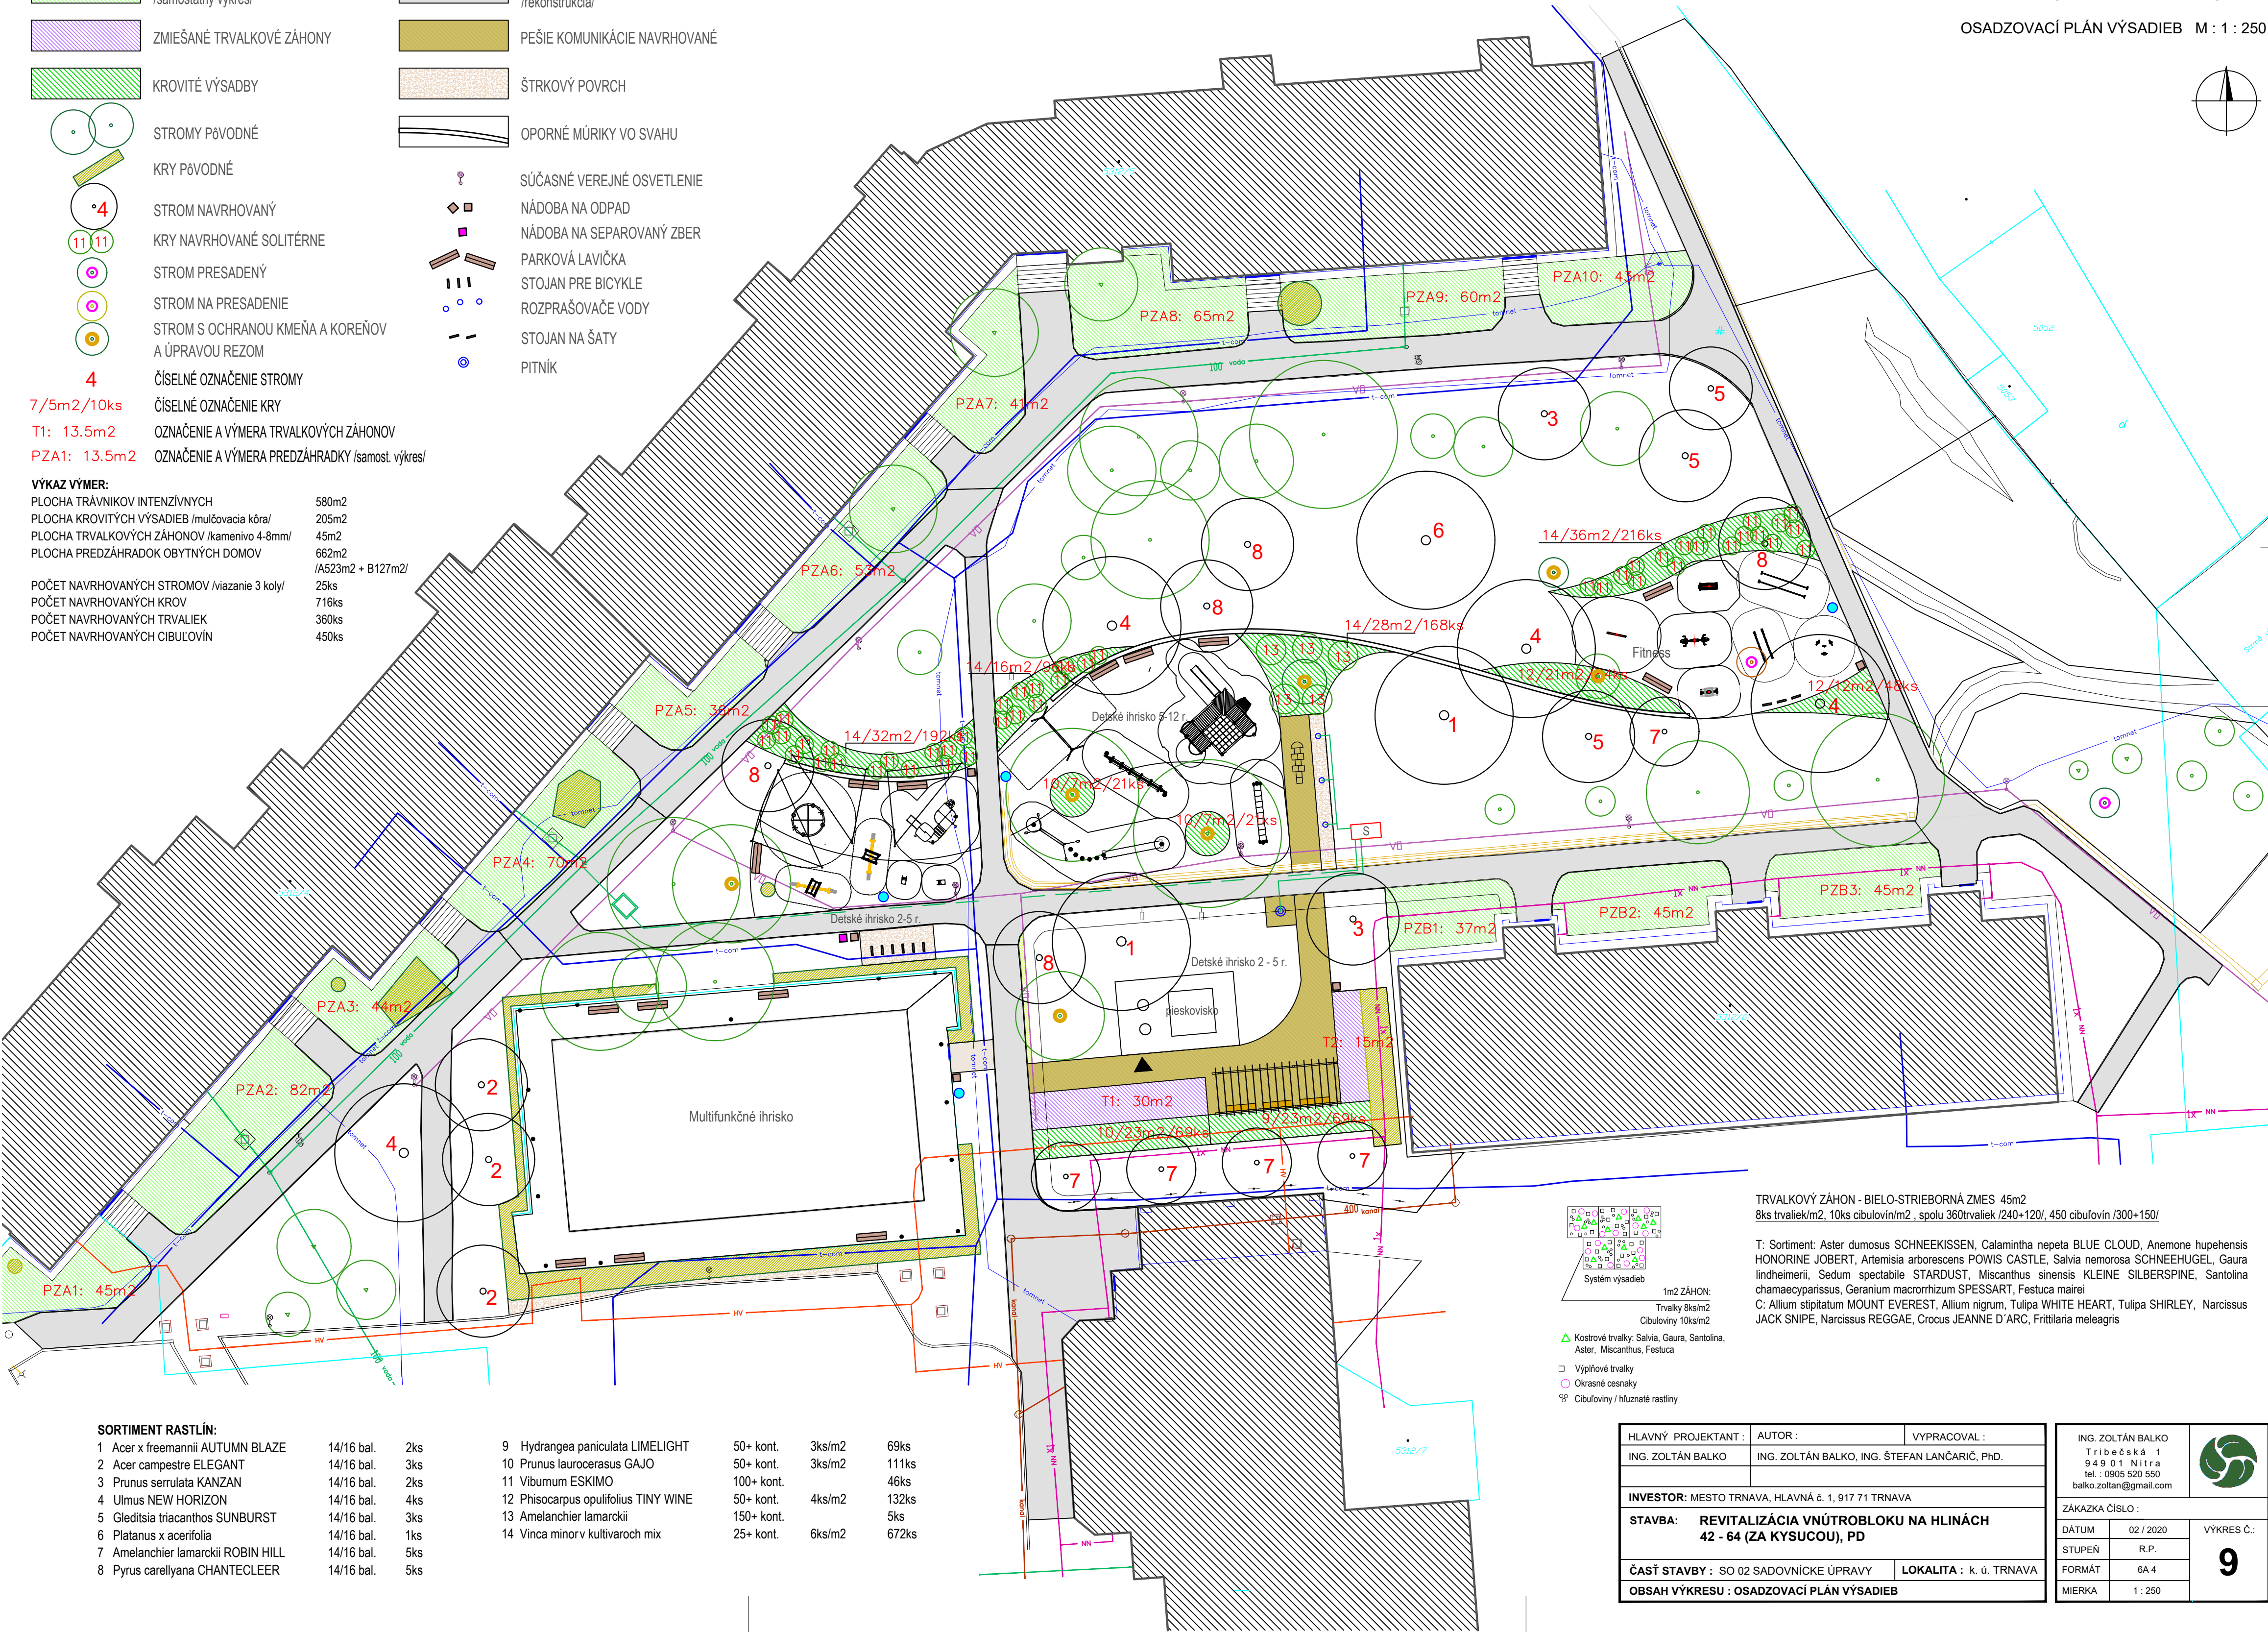 /samostatný výkres/
/rekonštrukcia/
ZMIEŠANÉ TRVALKOVÉ ZÁHONY
PEŠIE KOMUNIKÁCIE NAVRHOVANÉ
KROVITÉ VÝSADBY
ŠTRKOVÝ POVRCH
STROMY PôVODNÉ
OPORNÉ MÚRIKY VO SVAHU
KRY PôVODNÉ
SÚČASNÉ VEREJNÉ OSVETLENIE
4 STROM NAVRHOVANÝ
NÁDOBA NA ODPAD
11 11 KRY NAVRHOVANÉ SOLITÉRNE
NÁDOBA NA SEPAROVANÝ ZBER
STROM PRESADENÝ
PARKOVÁ LAVIČKA
STOJAN PRE BICYKLE
STROM NA PRESADENIE
ROZPRAŠOVAČE VODY
STROM S OCHRANOU KMEŇA A KOREŇOV
A ÚPRAVOU REZOM
STOJAN NA ŠATY
PITNÍK
4 ČÍSELNÉ OZNAČENIE STROMY
7/5m2/10ks ČÍSELNÉ OZNAČENIE KRY
T1: 13.5m2 OZNAČENIE A VÝMERA TRVALKOVÝCH ZÁHONOV
PZA1: 13.5m2 OZNAČENIE A VÝMERA PREDZÁHRADKY /samost. výkres/
VÝKAZ VÝMER:
PLOCHA TRÁVNIKOV INTENZÍVNYCH 580m2
PLOCHA KROVITÝCH VÝSADIEB /mulčovacia kôra/ 205m2
PLOCHA TRVALKOVÝCH ZÁHONOV /kamenivo 4-8mm/ 45m2
PLOCHA PREDZÁHRADOK OBYTNÝCH DOMOV 662m2
/A523m2 + B127m2/
POČET NAVRHOVANÝCH STROMOV /viazanie 3 koly/ 25ks
POČET NAVRHOVANÝCH KROV 716ks
POČET NAVRHOVANÝCH TRVALIEK 360ks
POČET NAVRHOVANÝCH CIBUĽOVÍN 450ks
OSADZOVACÍ PLÁN VÝSADIEB M : 1 : 250
PZA10: 43m2
PZA9: 60m2
PZA8: 65m2
PZA7: 41m2
PZA6: 53m2
PZA5: 36m2
PZA4: 70m2
PZA3: 44m2
PZA2: 82m2
PZA1: 45m2
PZB1: 37m2
PZB2: 45m2
PZB3: 45m2
14/36m2/216ks
14/28m2/168ks
14/32m2/192ks
12/12m2/48ks
10/7m2/21ks
10/7m2/21ks
10/23m2/69ks
9/23m2/69ks
T1: 30m2
T2: 15m2
Fitness
Detské ihrisko 5-12 r.
Detské ihrisko 2-5 r.
Detské ihrisko 2 - 5 r.
pieskovisko
Multifunkčné ihrisko
S
100 voda
400 kanal
5052
5318/7
TRVALKOVÝ ZÁHON - BIELO-STRIEBORNÁ ZMES 45m2
8ks trvaliek/m2, 10ks cibulovín/m2 , spolu 360trvaliek /240+120/, 450 cibuľovín /300+150/
T: Sortiment: Aster dumosus SCHNEEKISSEN, Calamintha nepeta BLUE CLOUD, Anemone hupehensis
HONORINE JOBERT, Artemisia arborescens POWIS CASTLE, Salvia nemorosa SCHNEEHUGEL, Gaura
lindheimerii, Sedum spectabile STARDUST, Miscanthus sinensis KLEINE SILBERSPINE, Santolina
chamaecyparissus, Geranium macrorrhizum SPESSART, Festuca mairei
C: Allium stipitatum MOUNT EVEREST, Allium nigrum, Tulipa WHITE HEART, Tulipa SHIRLEY, Narcissus
JACK SNIPE, Narcissus REGGAE, Crocus JEANNE D´ARC, Frittilaria meleagris
Systém výsadieb
1m2 ZÁHON:
Trvalky 8ks/m2
Cibuloviny 10ks/m2
Kostrové trvalky: Salvia, Gaura, Santolina,
Aster, Miscanthus, Festuca
Výplňové trvalky
Okrasné cesnaky
Cibuľoviny / hľuznaté rastliny
SORTIMENT RASTLÍN:
1 Acer x freemannii AUTUMN BLAZE 14/16 bal. 2ks
2 Acer campestre ELEGANT 14/16 bal. 3ks
3 Prunus serrulata KANZAN 14/16 bal. 2ks
4 Ulmus NEW HORIZON 14/16 bal. 4ks
5 Gleditsia triacanthos SUNBURST 14/16 bal. 3ks
6 Platanus x acerifolia 14/16 bal. 1ks
7 Amelanchier lamarckii ROBIN HILL 14/16 bal. 5ks
8 Pyrus carellyana CHANTECLEER 14/16 bal. 5ks
9 Hydrangea paniculata LIMELIGHT 50+ kont. 3ks/m2 69ks
10 Prunus laurocerasus GAJO 50+ kont. 3ks/m2 111ks
11 Viburnum ESKIMO 100+ kont. 46ks
12 Phisocarpus opulifolius TINY WINE 50+ kont. 4ks/m2 132ks
13 Amelanchier lamarckii 150+ kont. 5ks
14 Vinca minor v kultivaroch mix 25+ kont. 6ks/m2 672ks
HLAVNÝ PROJEKTANT : AUTOR : VYPRACOVAL :
ING. ZOLTÁN BALKO ING. ZOLTÁN BALKO, ING. ŠTEFAN LANČARIČ, PhD.
INVESTOR: MESTO TRNAVA, HLAVNÁ č. 1, 917 71 TRNAVA
STAVBA: REVITALIZÁCIA VNÚTROBLOKU NA HLINÁCH
42 - 64 (ZA KYSUCOU), PD
ČASŤ STAVBY : SO 02 SADOVNÍCKE ÚPRAVY LOKALITA : k. ú. TRNAVA
OBSAH VÝKRESU : OSADZOVACÍ PLÁN VÝSADIEB
ING. ZOLTÁN BALKO
Tribečská 1
949 01 Nitra
tel. : 0905 520 550
balko.zoltan@gmail.com
ZÁKAZKA ČÍSLO :
DÁTUM 02 / 2020 VÝKRES Č.:
STUPEŇ R.P.
FORMÁT 6A 4
MIERKA 1 : 250
9